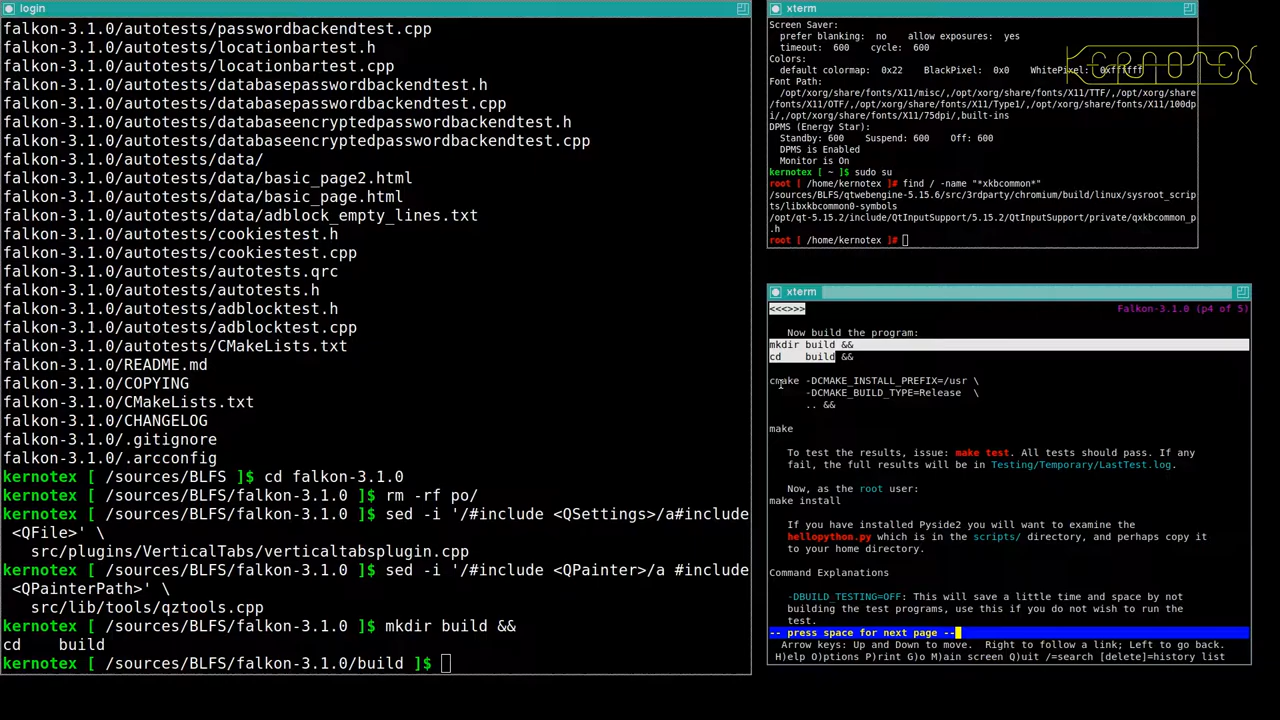 login
falkon-3.1.0/autotests/passwordbackendtest.cpp
falkon-3.1.0/autotests/locationbartest.h
falkon-3.1.0/autotests/locationbartest.cpp
falkon-3.1.0/autotests/databasepasswordbackendtest.h
falkon-3.1.0/autotests/databasepasswordbackendtest.cpp
falkon-3.1.0/autotests/databaseencryptedpasswordbackendtest.h
falkon-3.1.0/autotests/databaseencryptedpasswordbackendtest.cpp
falkon-3.1.0/autotests/data/
falkon-3.1.0/autotests/data/basic_page2.html
falkon-3.1.0/autotests/data/basic_page.html
falkon-3.1.0/autotests/data/adblock_empty_lines.txt
falkon-3.1.0/autotests/cookiestest.h
falkon-3.1.0/autotests/cookiestest.cpp
falkon-3.1.0/autotests/autotests.qrc
falkon-3.1.0/autotests/autotests.h
falkon-3.1.0/autotests/adblocktest.h
falkon-3.1.0/autotests/adblocktest.cpp
falkon-3.1.0/autotests/CMakeLists.txt
falkon-3.1.0/README.md
falkon-3.1.0/COPYING
falkon-3.1.0/CMakeLists.txt
falkon-3.1.0/CHANGELOG
falkon-3.1.0/.gitignore
falkon-3.1.0/.arcconfig
kernotex [ /sources/BLFS ]$ cd falkon-3.1.0
kernotex [ /sources/BLFS/falkon-3.1.0 ]$ rm -rf po/
kernotex [ /sources/BLFS/falkon-3.1.0 ]$ sed -i '/#include <QSettings>/a#include
<QFile>' \
src/plugins/VerticalTabs/verticaltabsplugin.cpp
kernotex [ /sources/BLFS/falkon-3.1.0 ]$ sed -i '/#include <QPainter>/a #include
<QPainterPath>' \
src/lib/tools/qztools.cpp
kernotex [ /sources/BLFS/falkon-3.1.0 ]$ mkdir build &&
cd    build
kernotex [ /sources/BLFS/falkon-3.1.0/build ]$
xterm
Screen Saver:
prefer blanking:  no    allow exposures:  yes
timeout:  600    cycle:  600
Colors:
default colormap:  0x22    BlackPixel:  0x0    WhitePixel:  0xffffff
KERNOTEX
Font Path:
/opt/xorg/share/fonts/X11/misc/,/opt/xorg/share/fonts/X11/TTF/,/opt/xorg/share
/fonts/X11/OTF/,/opt/xorg/share/fonts/X11/Type1/,/opt/xorg/share/fonts/X11/100dp
i/,/opt/xorg/share/fonts/X11/75dpi/,built-ins
DPMS (Energy Star):
Standby: 600    Suspend: 600    Off: 600
DPMS is Enabled
Monitor is On
kernotex [ ~ ]$ sudo su
root [ /home/kernotex ]# find / -name "*xkbcommon*"
/sources/BLFS/qtwebengine-5.15.6/src/3rdparty/chromium/build/linux/sysroot_scrip
ts/libxkbcommon0-symbols
/opt/qt-5.15.2/include/QtInputSupport/5.15.2/QtInputSupport/private/qxkbcommon_p
.h
root [ /home/kernotex ]#
xterm
<<<>>> Falkon-3.1.0 (p4 of 5)
Now build the program:
mkdir build &&
cd    build &&
cmake -DCMAKE_INSTALL_PREFIX=/usr \
-DCMAKE_BUILD_TYPE=Release  \
.. &&
make
To test the results, issue: make test. All tests should pass. If any
fail, the full results will be in Testing/Temporary/LastTest.log.
Now, as the root user:
make install
If you have installed Pyside2 you will want to examine the
hellopython.py which is in the scripts/ directory, and perhaps copy it
to your home directory.
Command Explanations
-DBUILD_TESTING=OFF: This will save a little time and space by not
building the test programs, use this if you do not wish to run the
test.
-- press space for next page --
Arrow keys: Up and Down to move.  Right to follow a link; Left to go back.
H)elp O)ptions P)rint G)o M)ain screen Q)uit /=search [delete]=history list